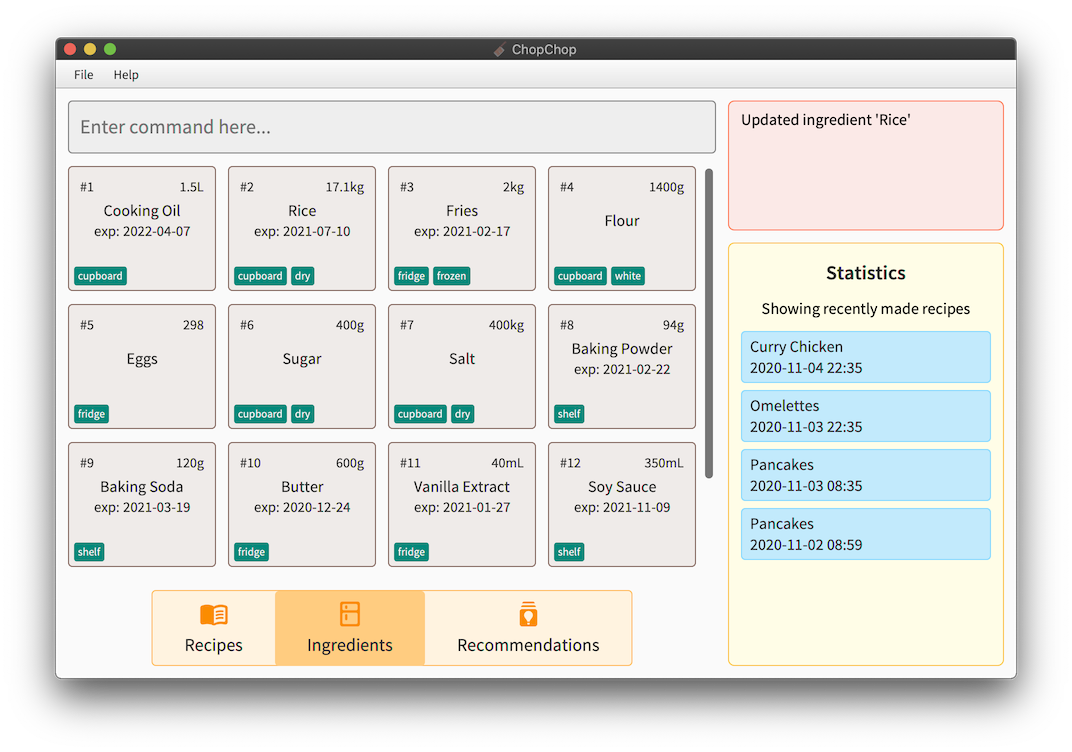 ChopChop
File Help
Enter command here...
#1 1.5L
Cooking Oil
exp: 2022-04-07
cupboard
#2 17.1kg
Rice
exp: 2021-07-10
cupboard dry
#3 2kg
Fries
exp: 2021-02-17
fridge frozen
#4 1400g
Flour
cupboard white
#5 298
Eggs
fridge
#6 400g
Sugar
cupboard dry
#7 400kg
Salt
cupboard dry
#8 94g
Baking Powder
exp: 2021-02-22
shelf
#9 120g
Baking Soda
exp: 2021-03-19
shelf
#10 600g
Butter
exp: 2020-12-24
fridge
#11 40mL
Vanilla Extract
exp: 2021-01-27
fridge
#12 350mL
Soy Sauce
exp: 2021-11-09
shelf
Recipes
Ingredients
Recommendations
Updated ingredient 'Rice'
Statistics
Showing recently made recipes
Curry Chicken
2020-11-04 22:35
Omelettes
2020-11-03 22:35
Pancakes
2020-11-03 08:35
Pancakes
2020-11-02 08:59